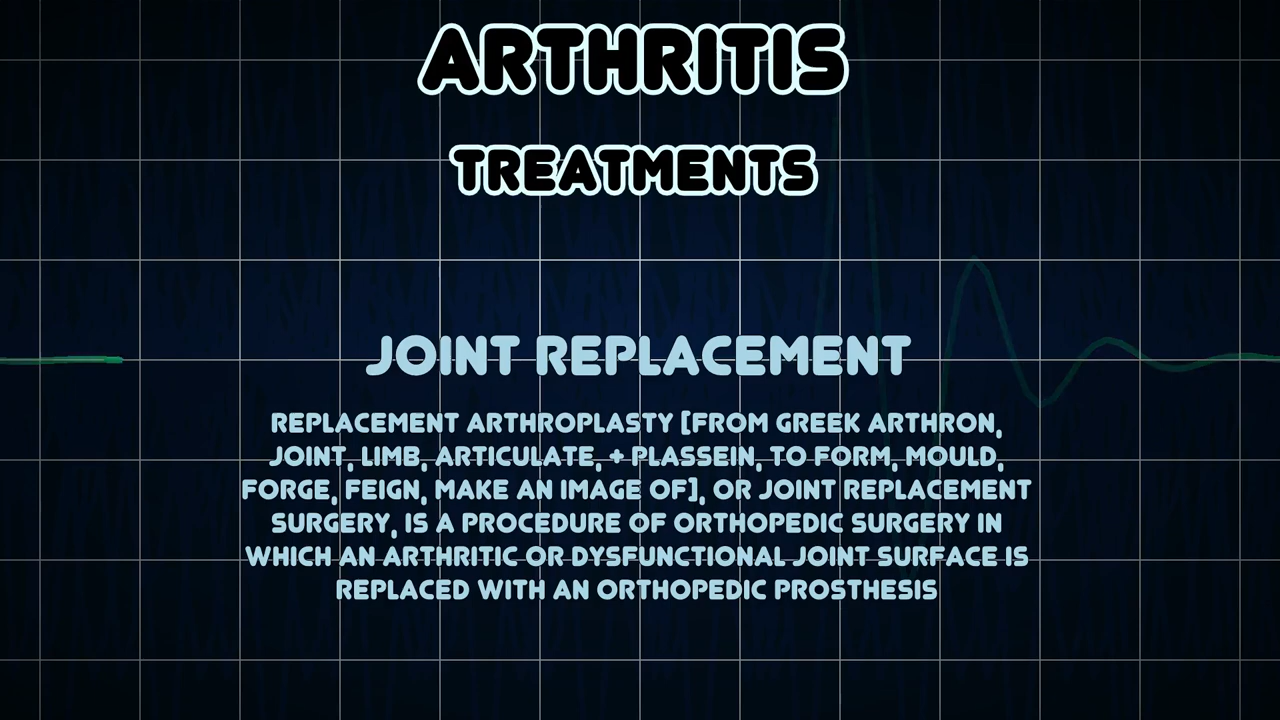 ARTHRITIS
TREATMENTS
JOINT REPLACEMENT
REPLACEMENT ARTHROPLASTY [FROM GREEK ARTHRON,
JOINT, LIMB, ARTICULATE, + PLASSEIN, TO FORM, MOULD,
FORGE, FEIGN, MAKE AN IMAGE OF], OR JOINT REPLACEMENT
SURGERY, IS A PROCEDURE OF ORTHOPEDIC SURGERY IN
WHICH AN ARTHRITIC OR DYSFUNCTIONAL JOINT SURFACE IS
REPLACED WITH AN ORTHOPEDIC PROSTHESIS